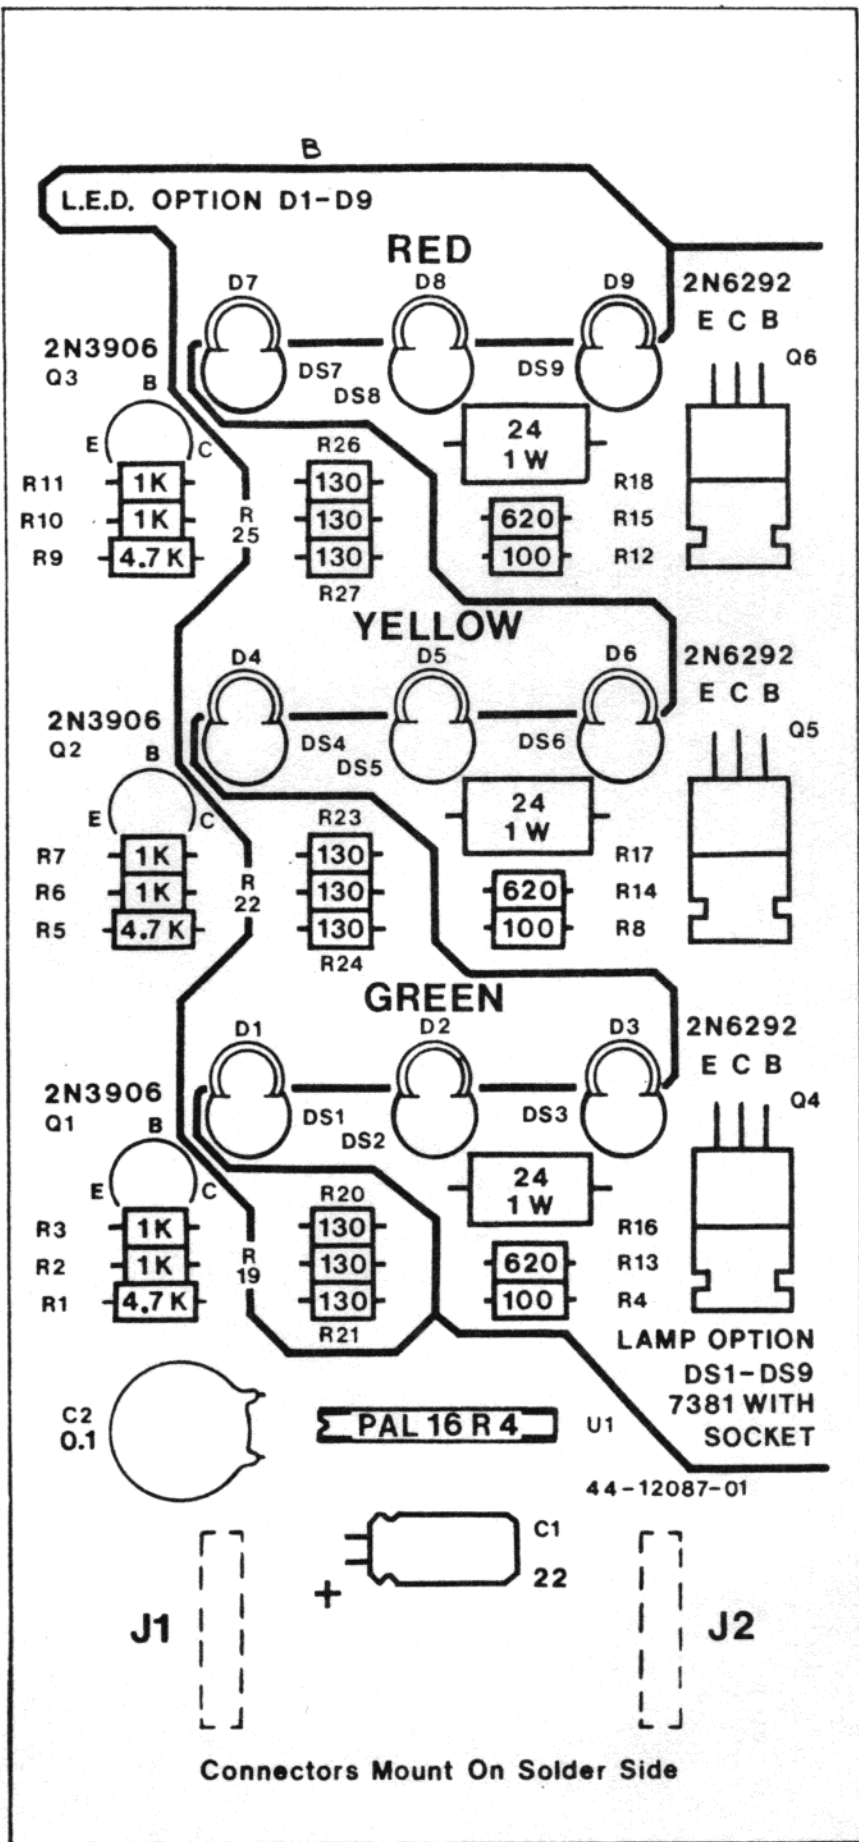 B
L.E.D. OPTION D1-D9
RED
D7 D8 D9 2N6292
E C B
2N3906
Q3
B
DS7
DS8
DS9
Q6
E C
24
1W
R26
R11 1K 130 R18
R10 1K R 25 130 620 R15
R9 4.7K 130 100 R12
R27
YELLOW
D4 D5 D6 2N6292
E C B
2N3906
Q2
B
DS4
DS5
DS6
Q5
E C
24
1W
R23
R7 1K 130 R17
R6 1K R 22 130 620 R14
R5 4.7K 130 100 R8
R24
GREEN
D1 D2 D3 2N6292
E C B
2N3906
Q1
B
DS1
DS2
DS3
Q4
E C
24
1W
R20
R3 1K 130 R16
R2 1K R 19 130 620 R13
R1 4.7K 130 100 R4
R21
LAMP OPTION
DS1-DS9
7381 WITH
SOCKET
C2
0.1
PAL 16 R 4 U1
44-12087-01
C1
22
+
J1 J2
Connectors Mount On Solder Side